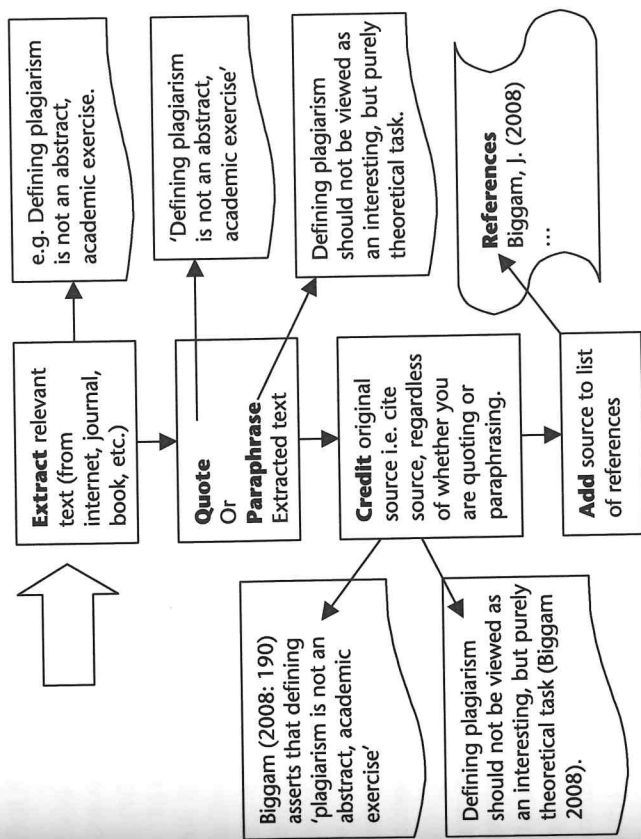 Extract relevant
text (from
internet, journal,
book, etc.)
e.g. Defining plagiarism
is not an abstract,
academic exercise.
Quote
Or
Paraphrase
Extracted text
'Defining plagiarism
is not an abstract,
academic exercise'
Defining plagiarism
should not be viewed as
an interesting, but purely
theoretical task.
Credit original
source i.e. cite
source, regardless
of whether you
are quoting or
paraphrasing.
Biggam (2008: 190)
asserts that defining
'plagiarism is not an
abstract, academic
exercise'
Defining plagiarism
should not be viewed as
an interesting, but purely
theoretical task (Biggam
2008).
Add source to list
of references
References
Biggam, J. (2008)
...